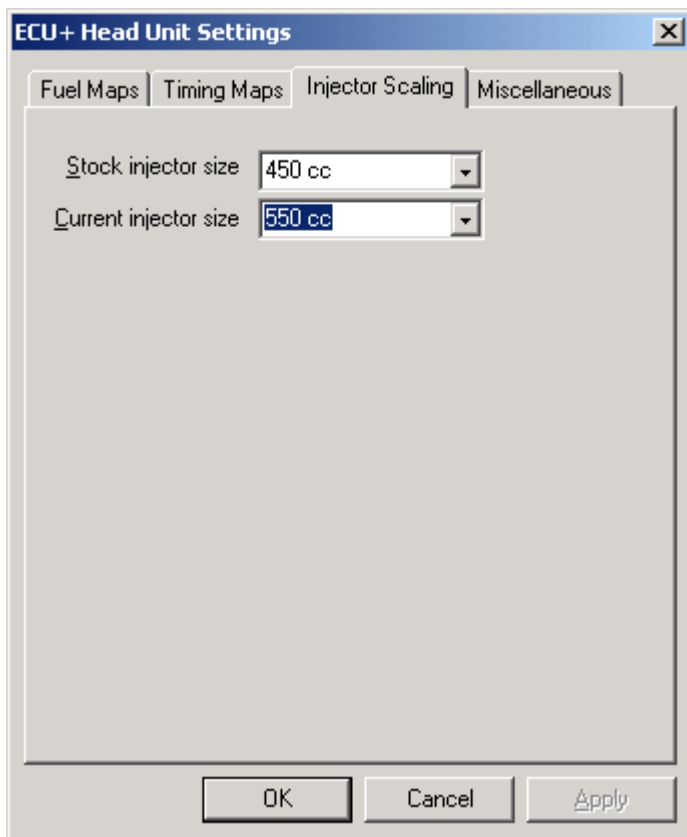 ECU+ Head Unit Settings
Fuel Maps Timing Maps Injector Scaling Miscellaneous
Stock injector size 450 cc
Current injector size 550 cc
OK Cancel Apply